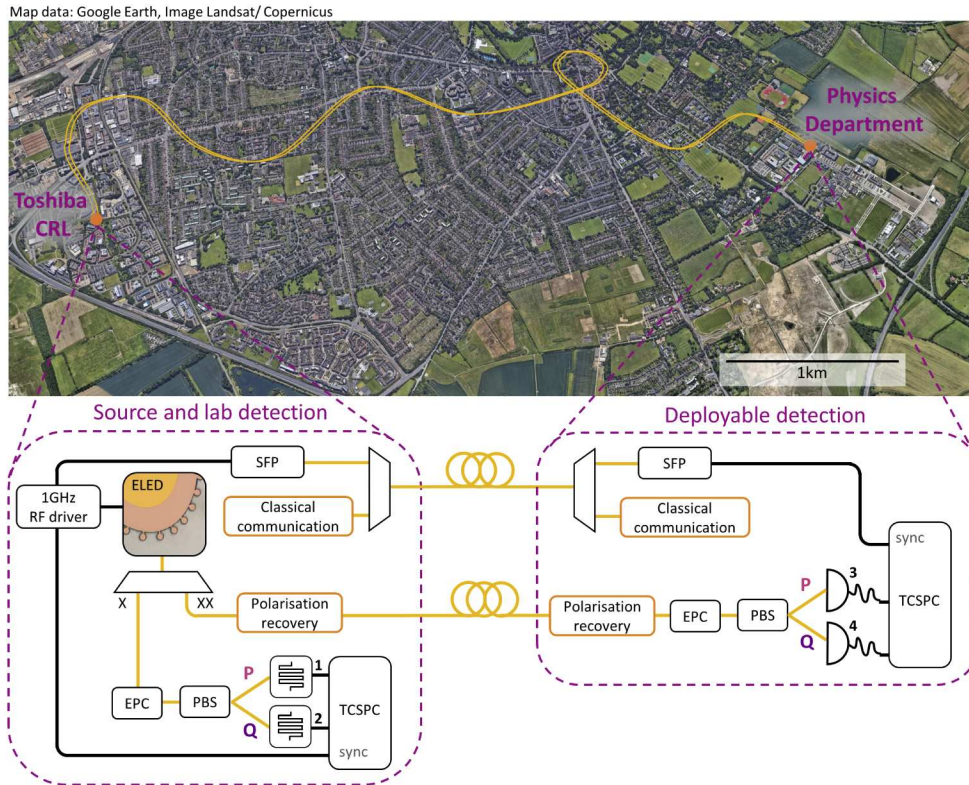 Map data: Google Earth, Image Landsat/ Copernicus
Physics
Department
Toshiba
CRL
1km
Source and lab detection
Deployable detection
SFP
ELED
1GHz
RF driver
Classical
communication
SFP
Classical
communication
sync
X
XX
Polarisation
recovery
Polarisation
recovery
EPC
PBS
P
Q
3
4
TCSPC
EPC
PBS
P
Q
1
2
TCSPC
sync